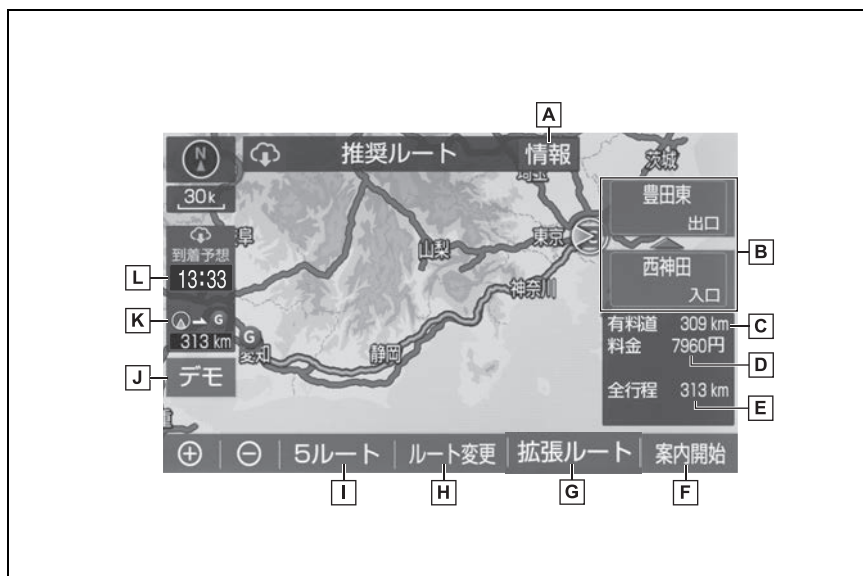 A
N
推奨ルート 情報
茨城
埼玉
30k
豊田東
出口
到着予想
13:33
L
山梨
東京
B
西神田
入口
神奈川
K
G
313 km
G
愛知
静岡
有料道 309 km
C
料金 7960円
D
J
デモ
全行程 313 km
E
5ルート
ルート変更
拡張ルート
案内開始
I
H
G
F